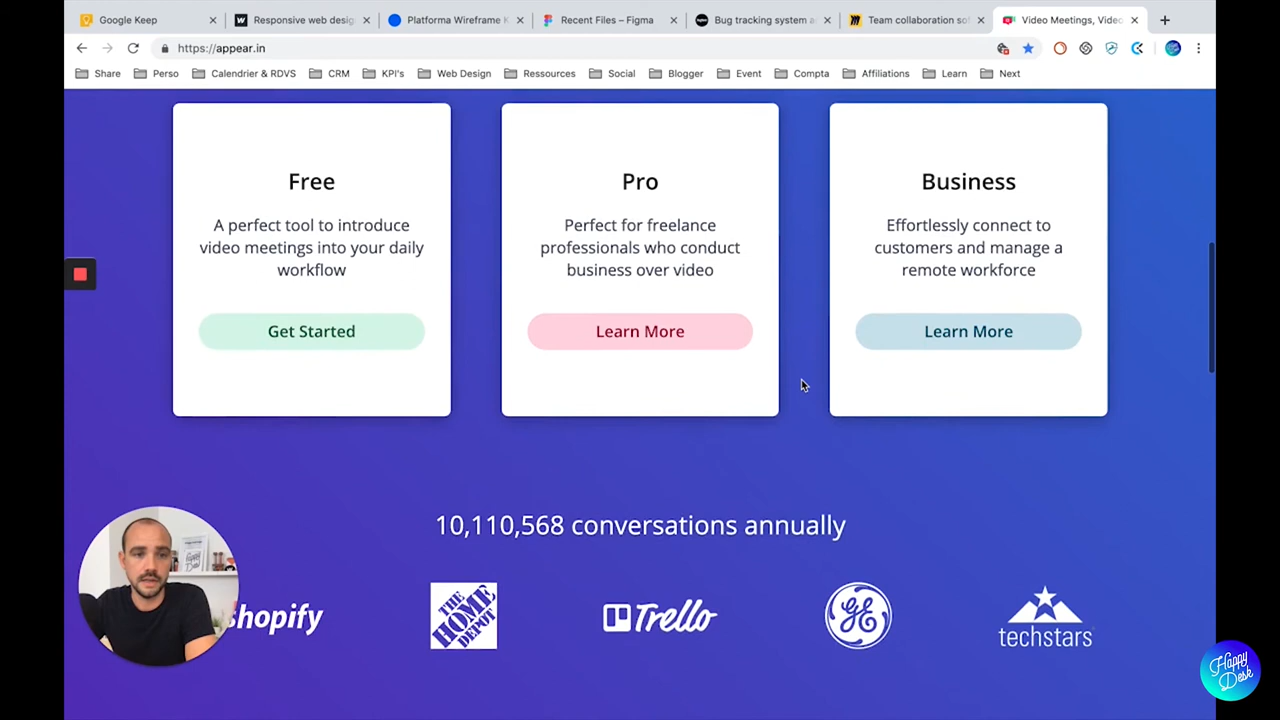 Google Keep
Responsive web desig
Platforma Wireframe K
Recent Files – Figma
Bug tracking system a
Team collaboration so
Video Meetings, Video
https://appear.in
Share Perso Calendrier & RDVS CRM KPI's Web Design Ressources Social Blogger Event Compta Affiliations Learn Next
Free
A perfect tool to introduce
video meetings into your daily
workflow
Get Started
Pro
Perfect for freelance
professionals who conduct
business over video
Learn More
Business
Effortlessly connect to
customers and manage a
remote workforce
Learn More
10,110,568 conversations annually
shopify
THE
HOME
DEPOT
Trello
GE
techstars
Happy
Desk